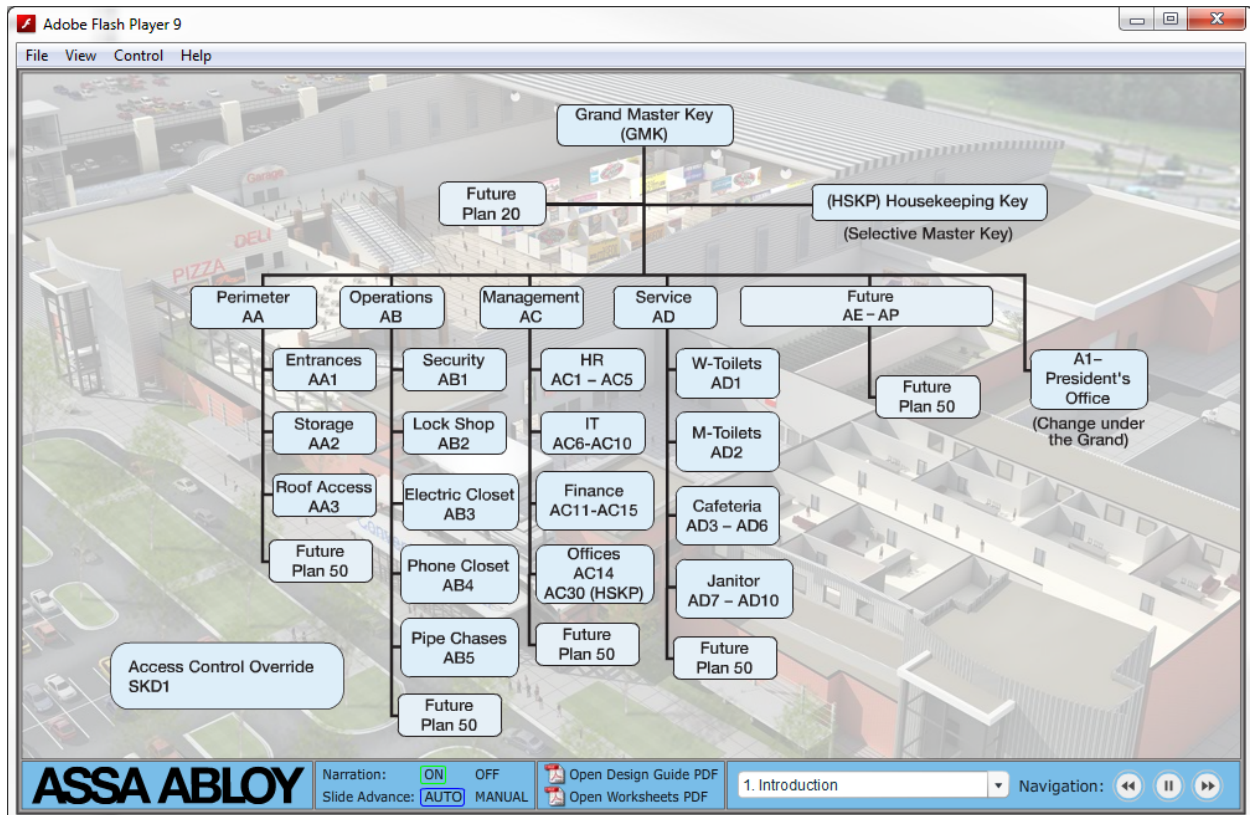 Adobe Flash Player 9
File View Control Help
Grand Master Key
(GMK)
Future
Plan 20
(HSKP) Housekeeping Key
(Selective Master Key)
Garage
DELI
PIZZA
Perimeter
AA
Operations
AB
Management
AC
Service
AD
Future
AE – AP
Entrances
AA1
Storage
AA2
Roof Access
AA3
Future
Plan 50
Security
AB1
Lock Shop
AB2
Electric Closet
AB3
Phone Closet
AB4
Pipe Chases
AB5
Future
Plan 50
HR
AC1 – AC5
IT
AC6-AC10
Finance
AC11-AC15
Offices
AC14
AC30 (HSKP)
Future
Plan 50
W-Toilets
AD1
M-Toilets
AD2
Cafeteria
AD3 – AD6
Janitor
AD7 – AD10
Future
Plan 50
Future
Plan 50
A1–
President's
Office
(Change under
the Grand)
Access Control Override
SKD1
ASSA ABLOY
Narration: ON OFF
Slide Advance: AUTO MANUAL
Open Design Guide PDF
Open Worksheets PDF
1. Introduction
Navigation: